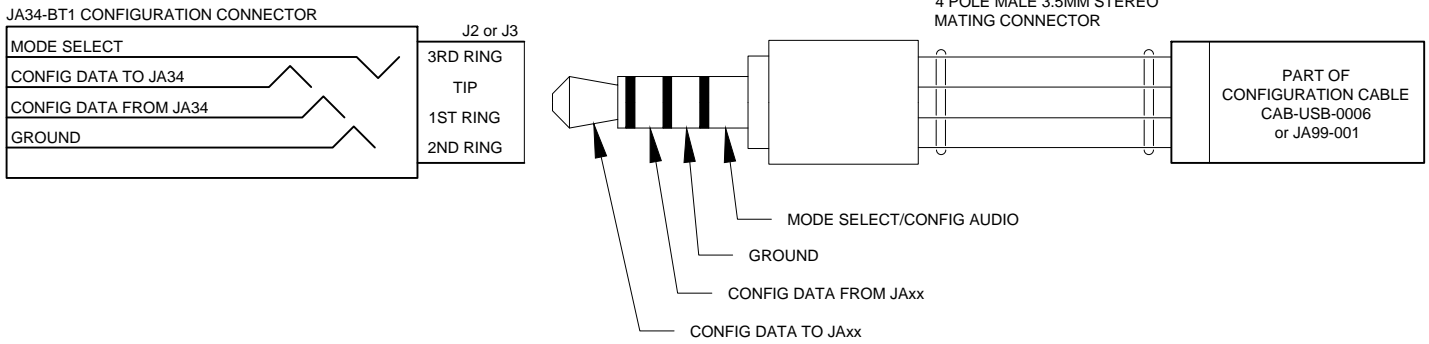 JA34-BT1 CONFIGURATION CONNECTOR
J2 or J3
MODE SELECT
CONFIG DATA TO JA34
CONFIG DATA FROM JA34
GROUND
3RD RING
TIP
1ST RING
2ND RING
4 POLE MALE 3.5MM STEREO
MATING CONNECTOR
PART OF
CONFIGURATION CABLE
CAB-USB-0006
or JA99-001
MODE SELECT/CONFIG AUDIO
GROUND
CONFIG DATA FROM JAxx
CONFIG DATA TO JAxx